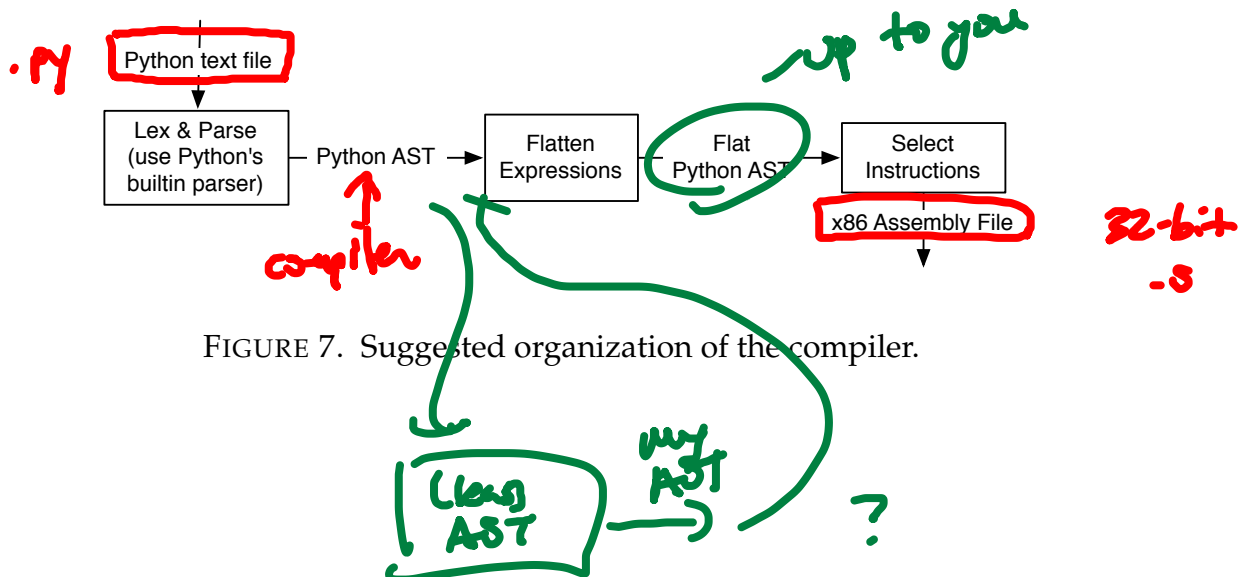 up to you
.py
Python text file
Lex & Parse
(use Python's
builtin parser)
Python AST
Flatten
Expressions
Flat
Python AST
Select
Instructions
x86 Assembly File
32-bit
.s
compiler
FIGURE 7. Suggested organization of the compiler.
Clean
AST
my
AST
?